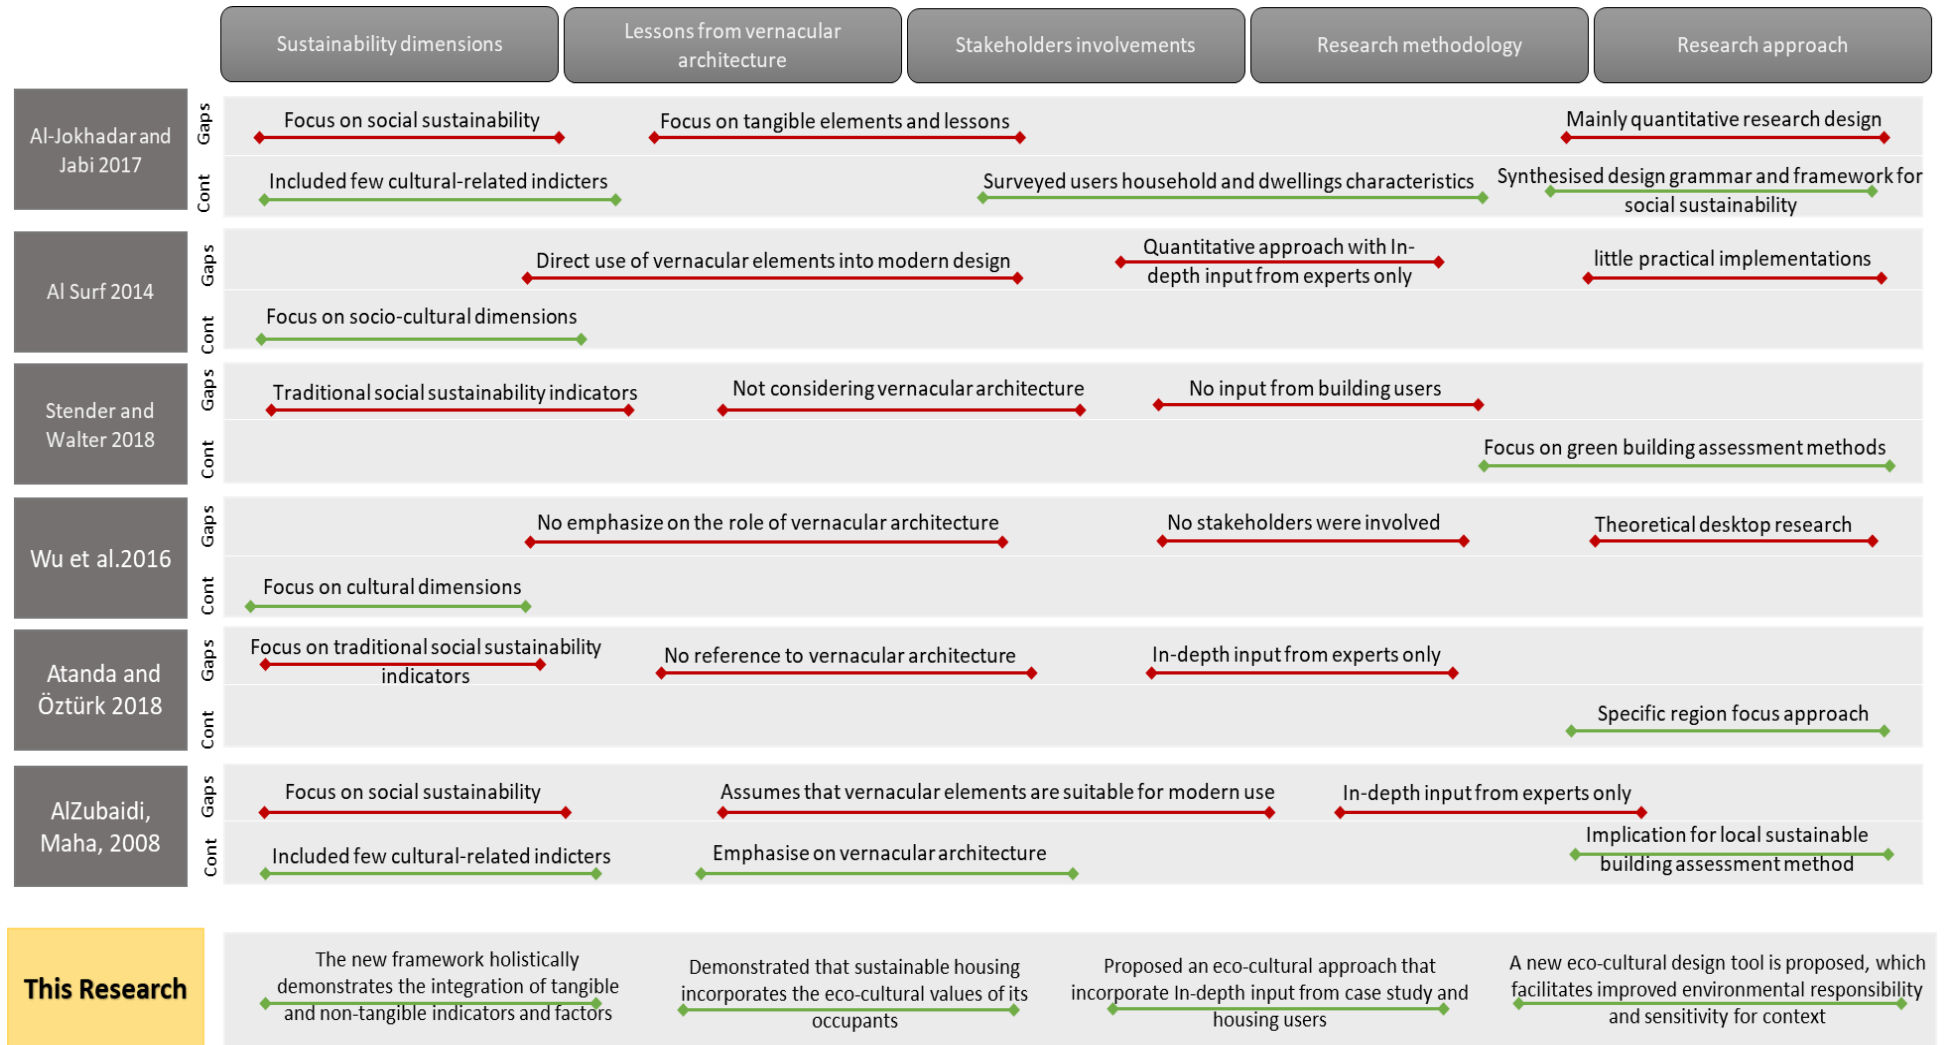 Sustainability dimensions
Lessons from vernacular
architecture
Stakeholders involvements
Research methodology
Research approach
Al-Jokhadar and
Jabi 2017
Gaps
Focus on social sustainability
Focus on tangible elements and lessons
Mainly quantitative research design
Cont
Included few cultural-related indicters
Surveyed users household and dwellings characteristics
Synthesised design grammar and framework for
social sustainability
Al Surf 2014
Gaps
Direct use of vernacular elements into modern design
Quantitative approach with In-
depth input from experts only
little practical implementations
Cont
Focus on socio-cultural dimensions
Stender and
Walter 2018
Gaps
Traditional social sustainability indicators
Not considering vernacular architecture
No input from building users
Cont
Focus on green building assessment methods
Wu et al.2016
Gaps
No emphasize on the role of vernacular architecture
No stakeholders were involved
Theoretical desktop research
Cont
Focus on cultural dimensions
Atanda and
Öztürk 2018
Gaps
Focus on traditional social sustainability
indicators
No reference to vernacular architecture
In-depth input from experts only
Cont
Specific region focus approach
AlZubaidi,
Maha, 2008
Gaps
Focus on social sustainability
Assumes that vernacular elements are suitable for modern use
In-depth input from experts only
Cont
Included few cultural-related indicters
Emphasise on vernacular architecture
Implication for local sustainable
building assessment method
This Research
The new framework holistically
demonstrates the integration of tangible
and non-tangible indicators and factors
Demonstrated that sustainable housing
incorporates the eco-cultural values of its
occupants
Proposed an eco-cultural approach that
incorporate In-depth input from case study and
housing users
A new eco-cultural design tool is proposed, which
facilitates improved environmental responsibility
and sensitivity for context